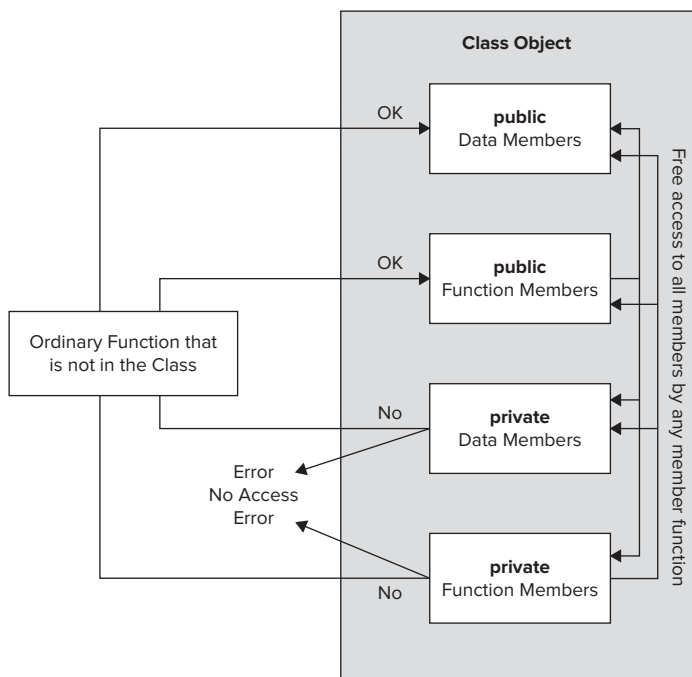 Class Object
OK
public
Data Members
OK
public
Function Members
Ordinary Function that
is not in the Class
No
private
Data Members
Error
No Access
Error
private
Function Members
No
Free access to all members by any member function